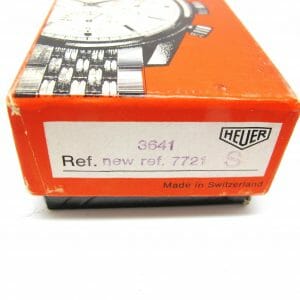 3641
HEUER
Ref. new ref. 7721 S
Made in Switzerland